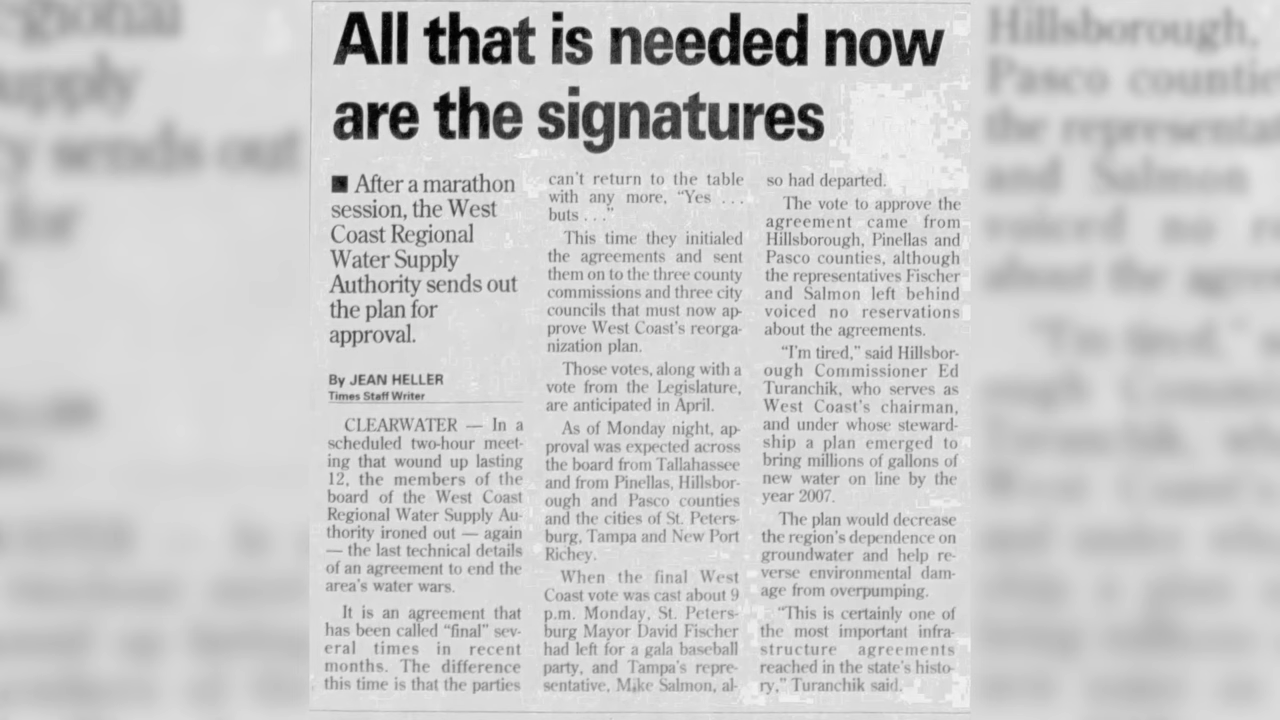 All that is needed now
are the signatures
■ After a marathon
session, the West
Coast Regional
Water Supply
Authority sends out
the plan for
approval.
By JEAN HELLER
Times Staff Writer
CLEARWATER — In a
scheduled two-hour meet-
ing that wound up lasting
12, the members of the
board of the West Coast
Regional Water Supply Au-
thority ironed out — again
— the last technical details
of an agreement to end the
area's water wars.
It is an agreement that
has been called "final" sev-
eral times in recent
months. The difference
this time is that the parties
can't return to the table
with any more, "Yes . . .
buts . . ."
This time they initialed
the agreements and sent
them on to the three county
commissions and three city
councils that must now ap-
prove West Coast's reorga-
nization plan.
Those votes, along with a
vote from the Legislature,
are anticipated in April.
As of Monday night, ap-
proval was expected across
the board from Tallahassee
and from Pinellas, Hillsbor-
ough and Pasco counties
and the cities of St. Peters-
burg, Tampa and New Port
Richey.
When the final West
Coast vote was cast about 9
p.m. Monday, St. Peters-
burg Mayor David Fischer
had left for a gala baseball
party, and Tampa's repre-
sentative, Mike Salmon, al-
so had departed.
The vote to approve the
agreement came from
Hillsborough, Pinellas and
Pasco counties, although
the representatives Fischer
and Salmon left behind
voiced no reservations
about the agreements.
"I'm tired," said Hillsbor-
ough Commissioner Ed
Turanchik, who serves as
West Coast's chairman,
and under whose steward-
ship a plan emerged to
bring millions of gallons of
new water on line by the
year 2007.
The plan would decrease
the region's dependence on
groundwater and help re-
verse environmental dam-
age from overpumping.
"This is certainly one of
the most important infra-
structure agreements
reached in the state's histo-
ry," Turanchik said.